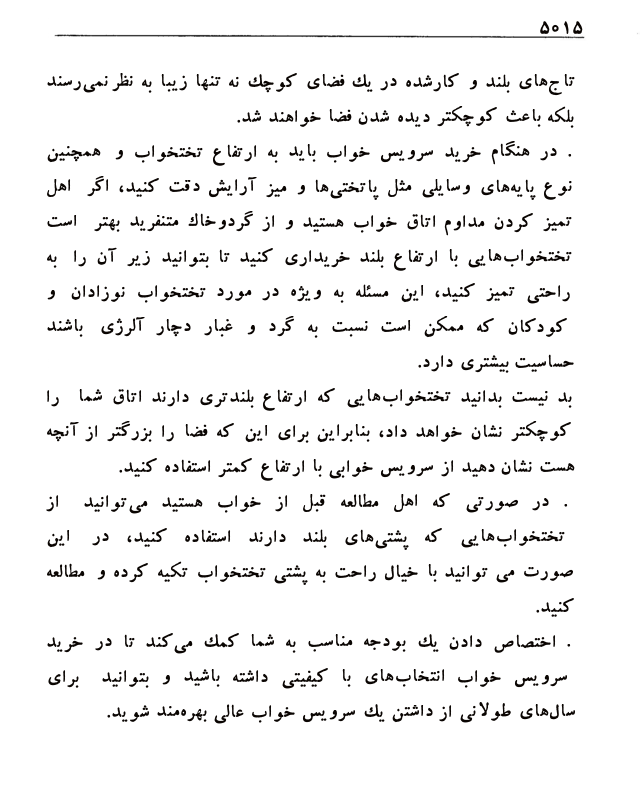 ۵۰۱۵
تاج‌های بلند و کارشده در یك فضای کوچك نه تنها زیبا به نظر نمی‌رسند
بلکه باعث کوچکتر دیده شدن فضا خواهند شد.
. در هنگام خرید سرویس خواب باید به ارتفاع تختخواب و همچنین
نوع پایه‌های وسایلی مثل پاتختی‌ها و میز آرایش دقت کنید، اگر اهل
تمیز کردن مداوم اتاق خواب هستید و از گردوخاك متنفرید بهتر است
تختخواب‌هایی با ارتفاع بلند خریداری کنید تا بتوانید زیر آن را به
راحتی تمیز کنید، این مسئله به ویژه در مورد تختخواب نوزادان و
کودکان که ممکن است نسبت به گرد و غبار دچار آلرژی باشند
حساسیت بیشتری دارد.
بد نیست بدانید تختخواب‌هایی که ارتفاع بلندتری دارند اتاق شما را
کوچکتر نشان خواهد داد، بنابراین برای این که فضا را بزرگتر از آنچه
هست نشان دهید از سرویس خوابی با ارتفاع کمتر استفاده کنید.
. در صورتی که اهل مطالعه قبل از خواب هستید می‌توانید از
تختخواب‌هایی که پشتی‌های بلند دارند استفاده کنید، در این
صورت می توانید با خیال راحت به پشتی تختخواب تکیه کرده و مطالعه
کنید.
. اختصاص دادن یك بودجه مناسب به شما کمك می‌کند تا در خرید
سرویس خواب انتخاب‌های با کیفیتی داشته باشید و بتوانید برای
سال‌های طولانی از داشتن یك سرویس خواب عالی بهره‌مند شوید.